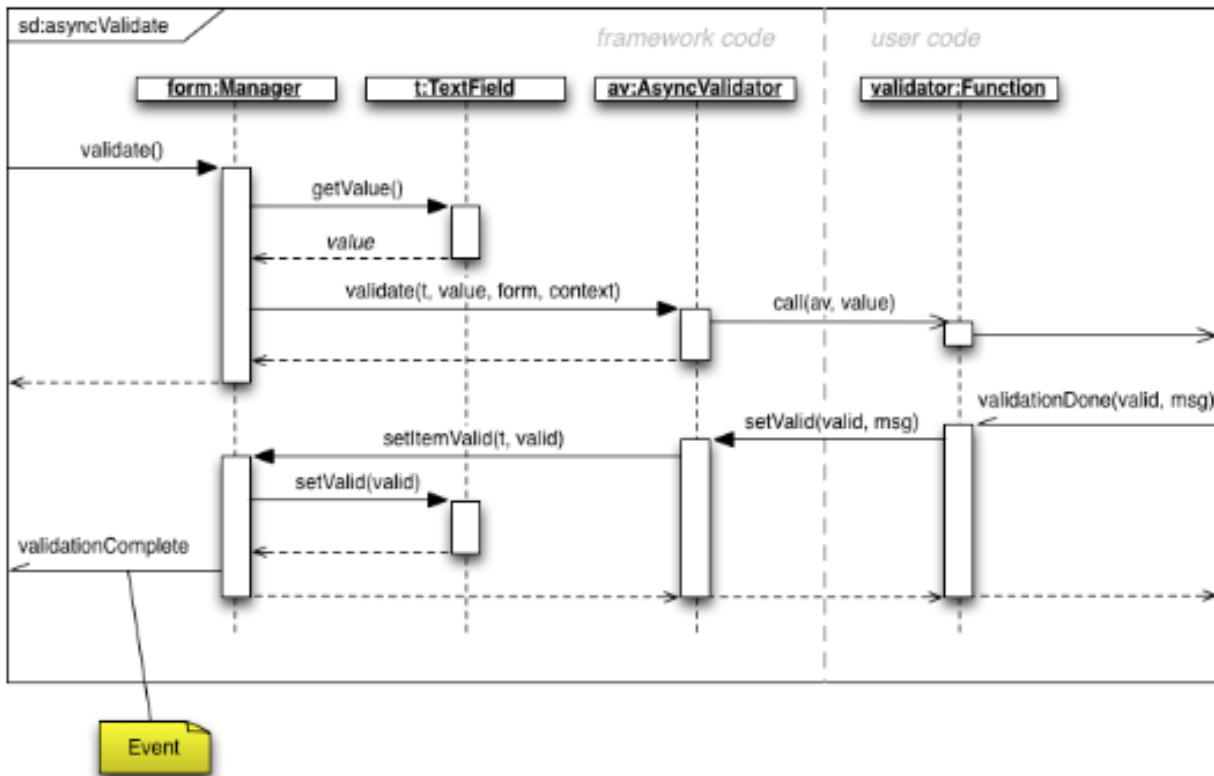 sd:asyncValidate
framework code
user code
form:Manager
t:TextField
av:AsyncValidator
validator:Function
validate()
getValue()
value
validate(t, value, form, context)
call(av, value)
validationDone(valid, msg)
setValid(valid, msg)
setItemValid(t, valid)
setValid(valid)
validationComplete
Event